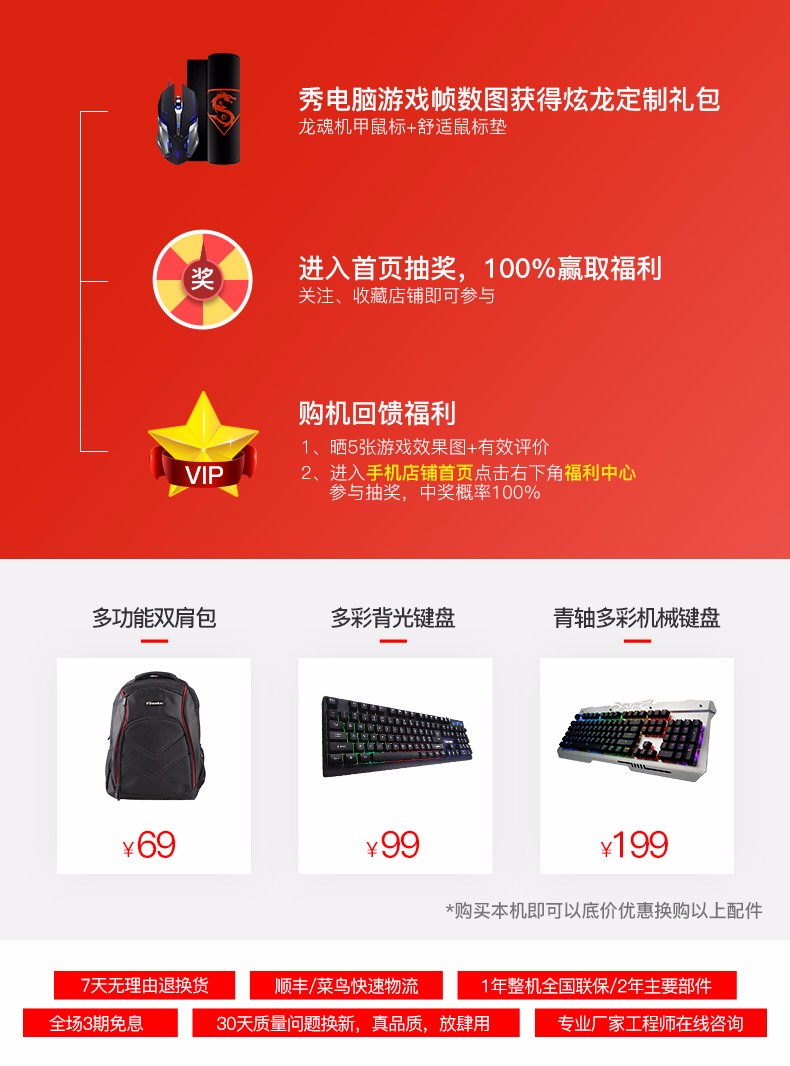 秀电脑游戏帧数图获得炫龙定制礼包
龙魂机甲鼠标+舒适鼠标垫
奖
进入首页抽奖，100%赢取福利
关注、收藏店铺即可参与
VIP
购机回馈福利
1、晒5张游戏效果图+有效评价
2、进入手机店铺首页点击右下角福利中心
参与抽奖，中奖概率100%
多功能双肩包
多彩背光键盘
青轴多彩机械键盘
¥69
¥99
¥199
*购买本机即可以底价优惠换购以上配件
7天无理由退换货
顺丰/菜鸟快速物流
1年整机全国联保/2年主要部件
全场3期免息
30天质量问题换新，真品质，放肆用
专业厂家工程师在线咨询